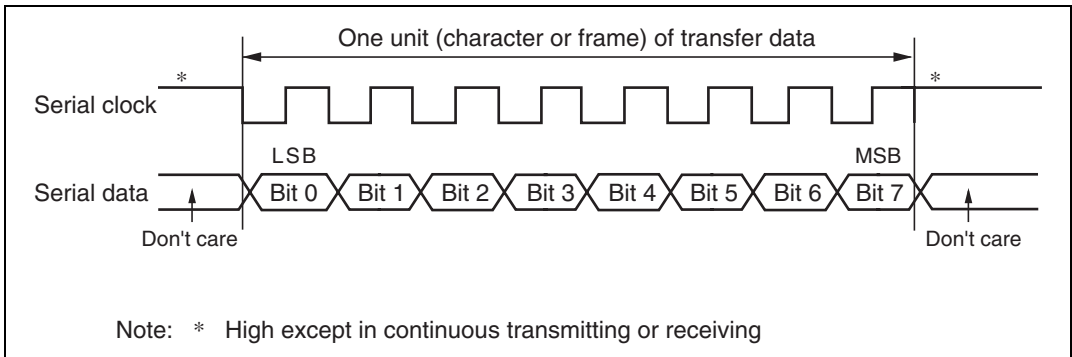 One unit (character or frame) of transfer data
* *
Serial clock
LSB MSB
Serial data Bit 0 Bit 1 Bit 2 Bit 3 Bit 4 Bit 5 Bit 6 Bit 7
Don't care Don't care
Note: * High except in continuous transmitting or receiving